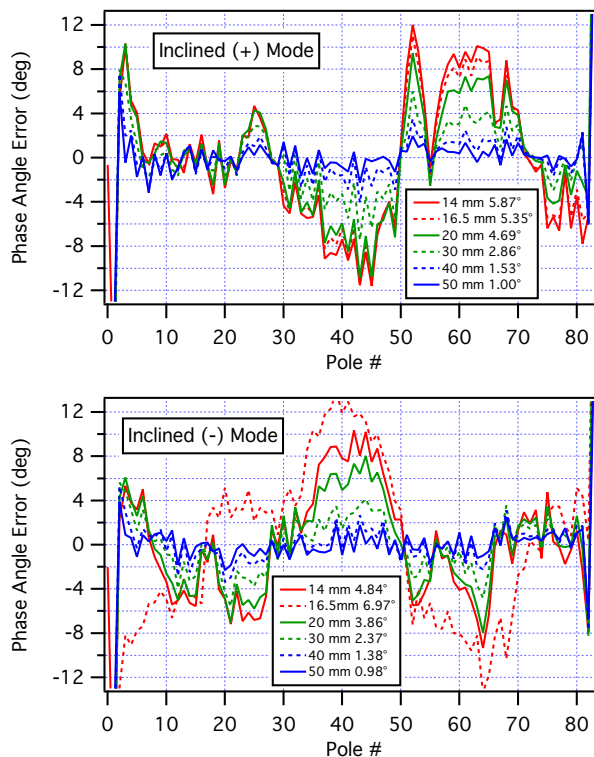 Inclined (+) Mode
Phase Angle Error (deg)
12
8
4
0
-4
-8
-12
14 mm 5.87°
16.5 mm 5.35°
20 mm 4.69°
30 mm 2.86°
40 mm 1.53°
50 mm 1.00°
0 10 20 30 40 50 60 70 80
Pole #
Inclined (-) Mode
Phase Angle Error (deg)
12
8
4
0
-4
-8
-12
14 mm 4.84°
16.5mm 6.97°
20 mm 3.86°
30 mm 2.37°
40 mm 1.38°
50 mm 0.98°
0 10 20 30 40 50 60 70 80
Pole #